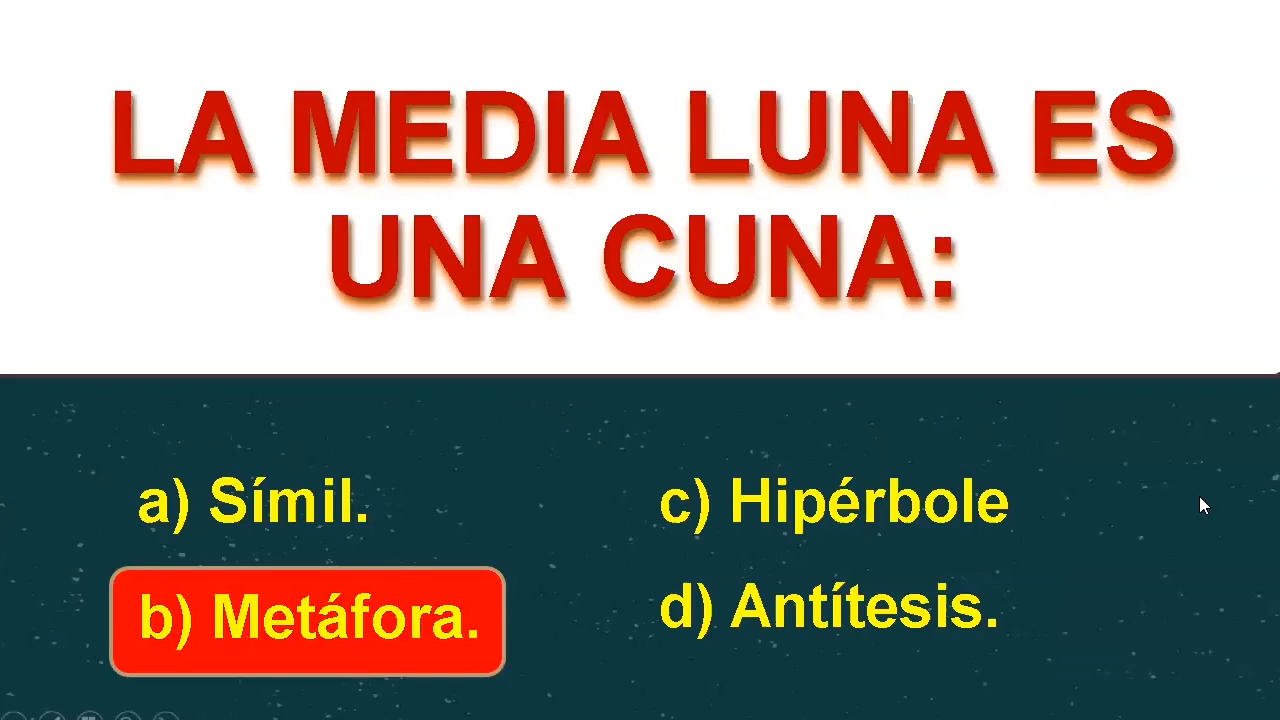 LA MEDIA LUNA ES
UNA CUNA:
a) Símil.
b) Metáfora.
c) Hipérbole
d) Antítesis.